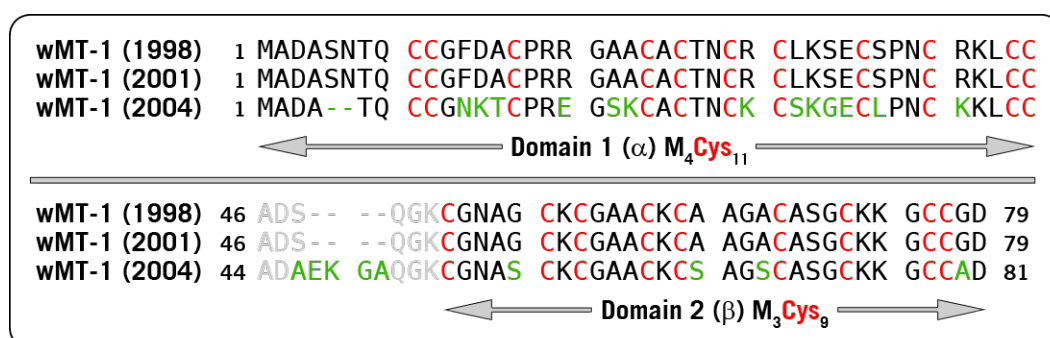 wMT-1 (1998) 1 MADASNTQ CCGFDACPRR GAACACTNCR CLKSECSPNC RKLCC
wMT-1 (2001) 1 MADASNTQ CCGFDACPRR GAACACTNCR CLKSECSPNC RKLCC
wMT-1 (2004) 1 MADA--TQ CCGNKTCPRE GSKCACTNCK CSKGECLPNC KKLCC
Domain 1 (α) M₄Cys₁₁
wMT-1 (1998) 46 ADS-- --QGKCGNAG CKCGAACKCA AGACASGCKK GCCGD 79
wMT-1 (2001) 46 ADS-- --QGKCGNAG CKCGAACKCA AGACASGCKK GCCGD 79
wMT-1 (2004) 44 ADAEK GAQGKCGNAS CKCGAACKCS AGSCASGCKK GCCAD 81
Domain 2 (β) M₃Cys₉